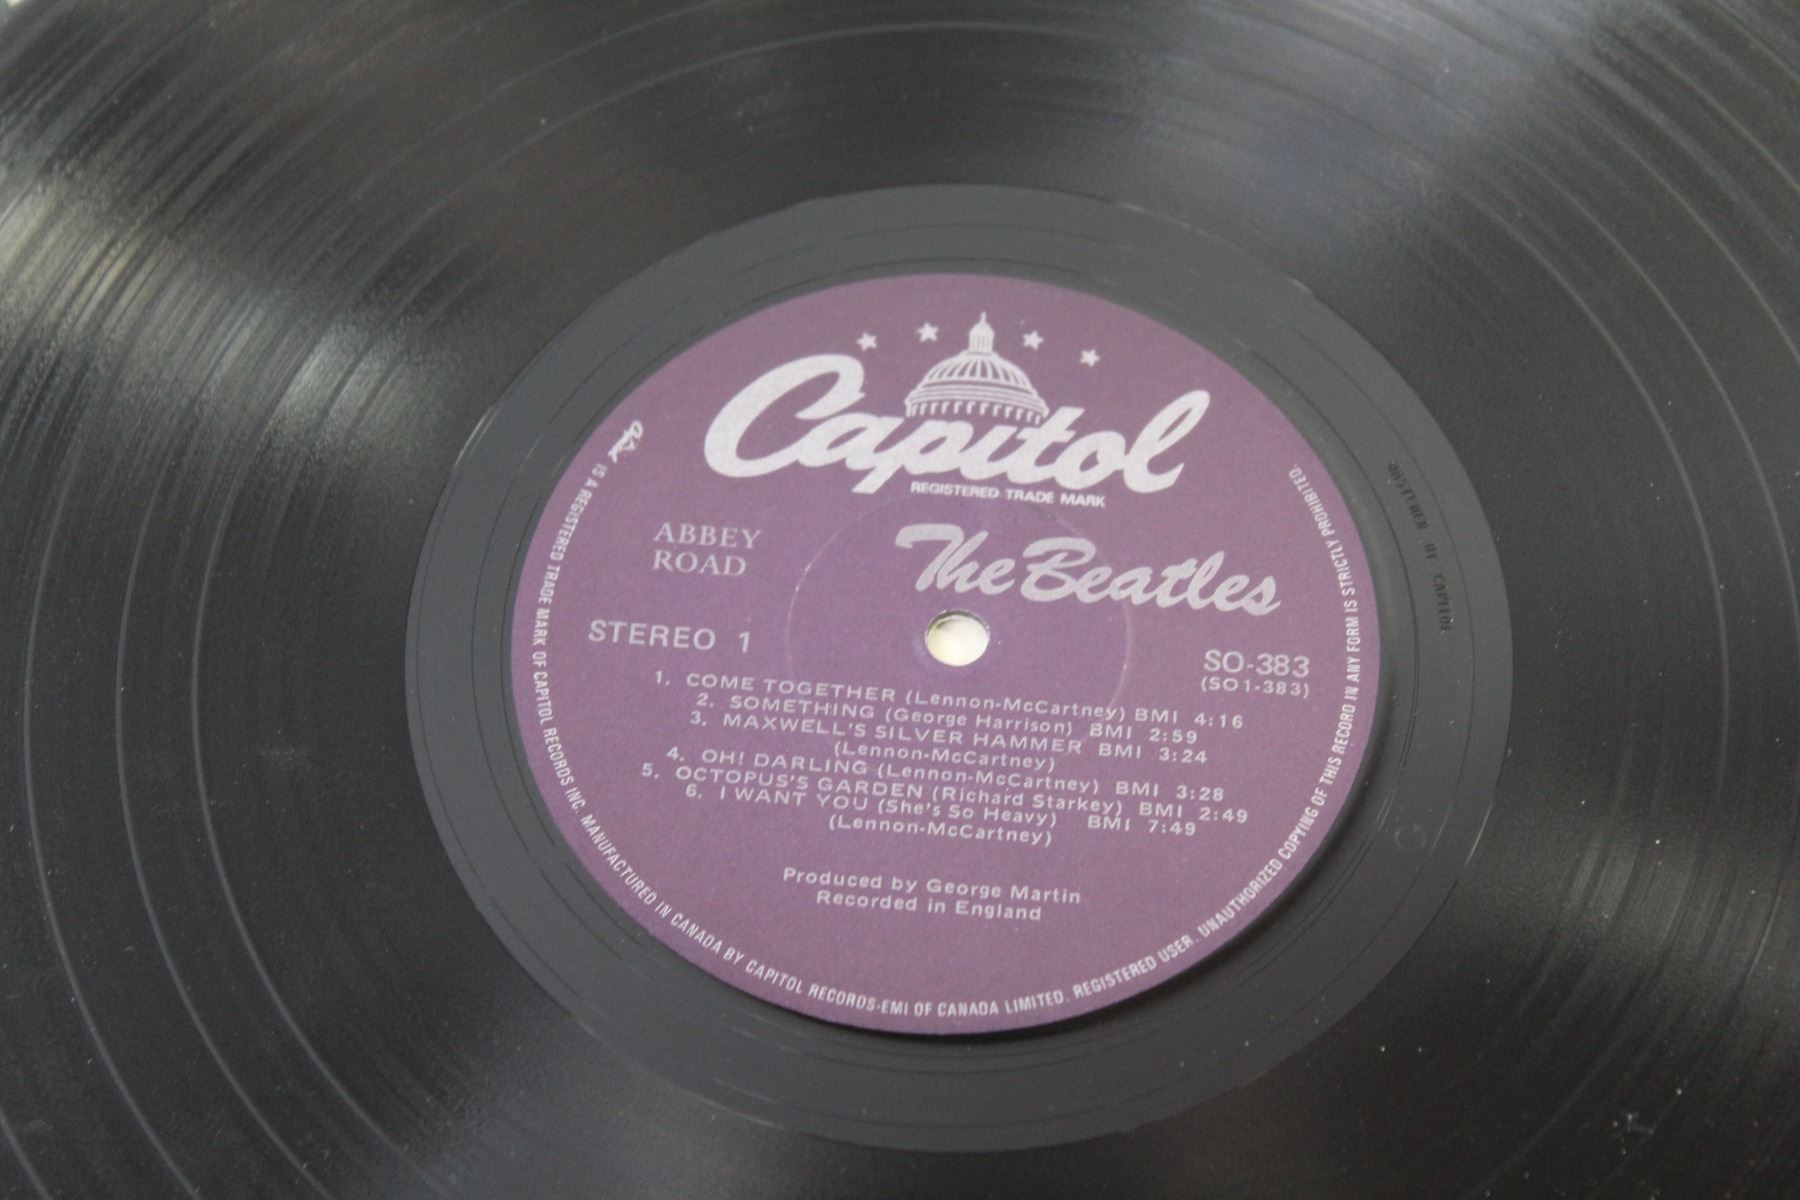 Capitol
REGISTERED TRADE MARK
ABBEY
ROAD
The Beatles
STEREO 1
SO-383
(SO1-383)
1. COME TOGETHER (Lennon-McCartney) BMI 4:16
2. SOMETHING (George Harrison) BMI 2:59
3. MAXWELL'S SILVER HAMMER BMI 3:24
(Lennon-McCartney)
4. OH! DARLING (Lennon-McCartney) BMI 3:28
5. OCTOPUS'S GARDEN (Richard Starkey) BMI 2:49
6. I WANT YOU (She's So Heavy) BMI 7:49
(Lennon-McCartney)
Produced by George Martin
Recorded in England
Capitol IS A REGISTERED TRADE MARK OF CAPITOL RECORDS INC. MANUFACTURED IN CANADA BY CAPITOL RECORDS-EMI OF CANADA LIMITED. REGISTERED USER. UNAUTHORIZED COPYING OF THIS RECORD IN ANY FORM IS STRICTLY PROHIBITED.
MASTERED BY CAPITOL